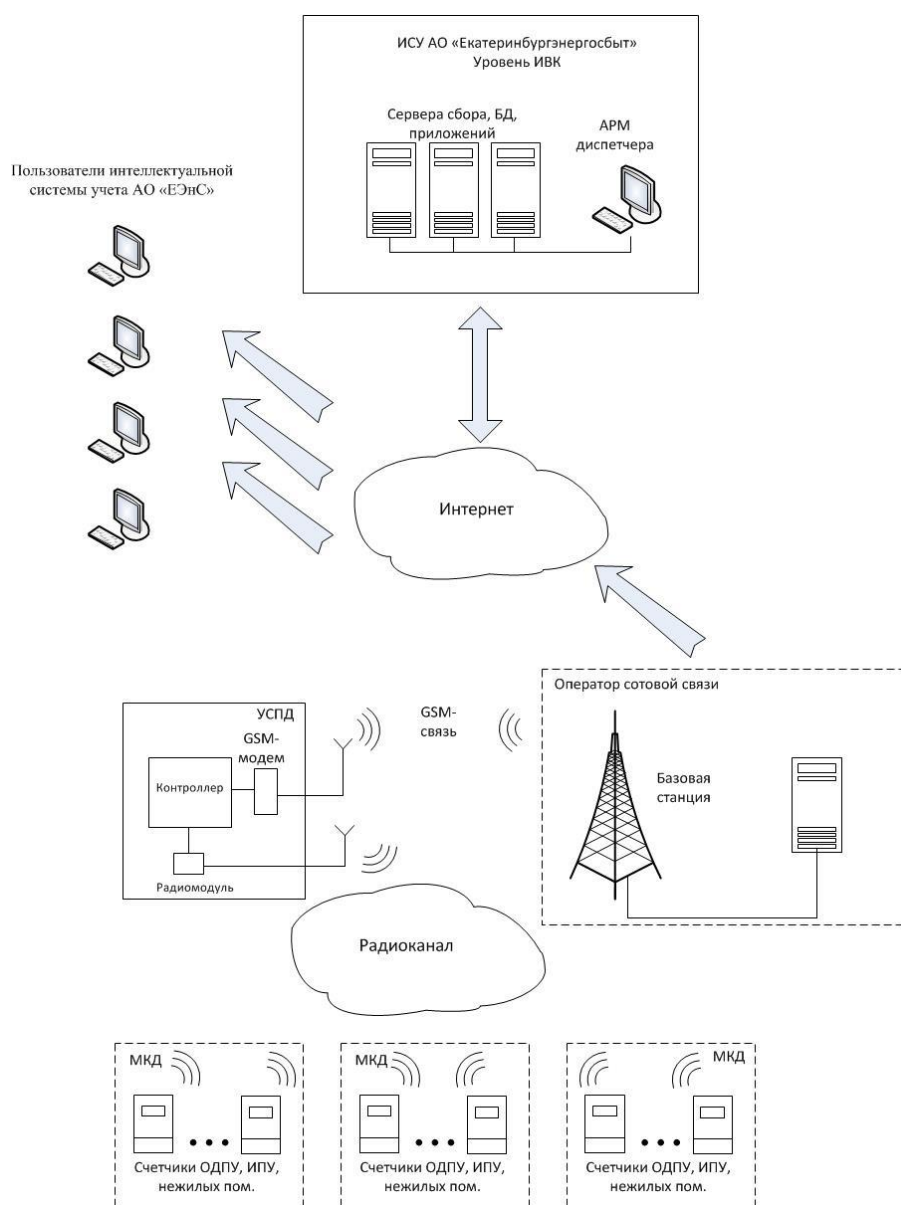 ИСУ АО «Екатеринбургэнергосбыт»
Уровень ИВК
Сервера сбора, БД,
приложений
АРМ
диспетчера
Пользователи интеллектуальной
системы учета АО «ЕЭнС»
Интернет
Оператор сотовой связи
Базовая
станция
GSM-
связь
УСПД
GSM-
модем
Контроллер
Радиомодуль
Радиоканал
МКД
Счетчики ОДПУ, ИПУ,
нежилых пом.
МКД
Счетчики ОДПУ, ИПУ,
нежилых пом.
МКД
Счетчики ОДПУ, ИПУ,
нежилых пом.